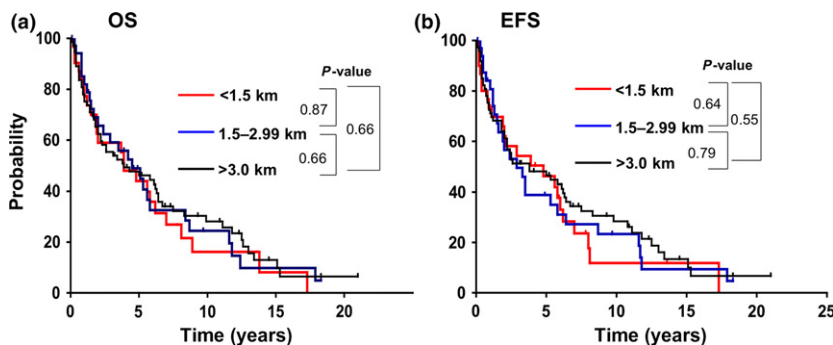 (a) OS
Probability
100
80
60
40
20
0
0 5 10 15 20
Time (years)
P-value
<1.5 km
1.5–2.99 km
>3.0 km
0.87
0.66
0.66
(b) EFS
100
80
60
40
20
0
0 5 10 15 20 25
Time (years)
P-value
<1.5 km
1.5–2.99 km
>3.0 km
0.64
0.55
0.79